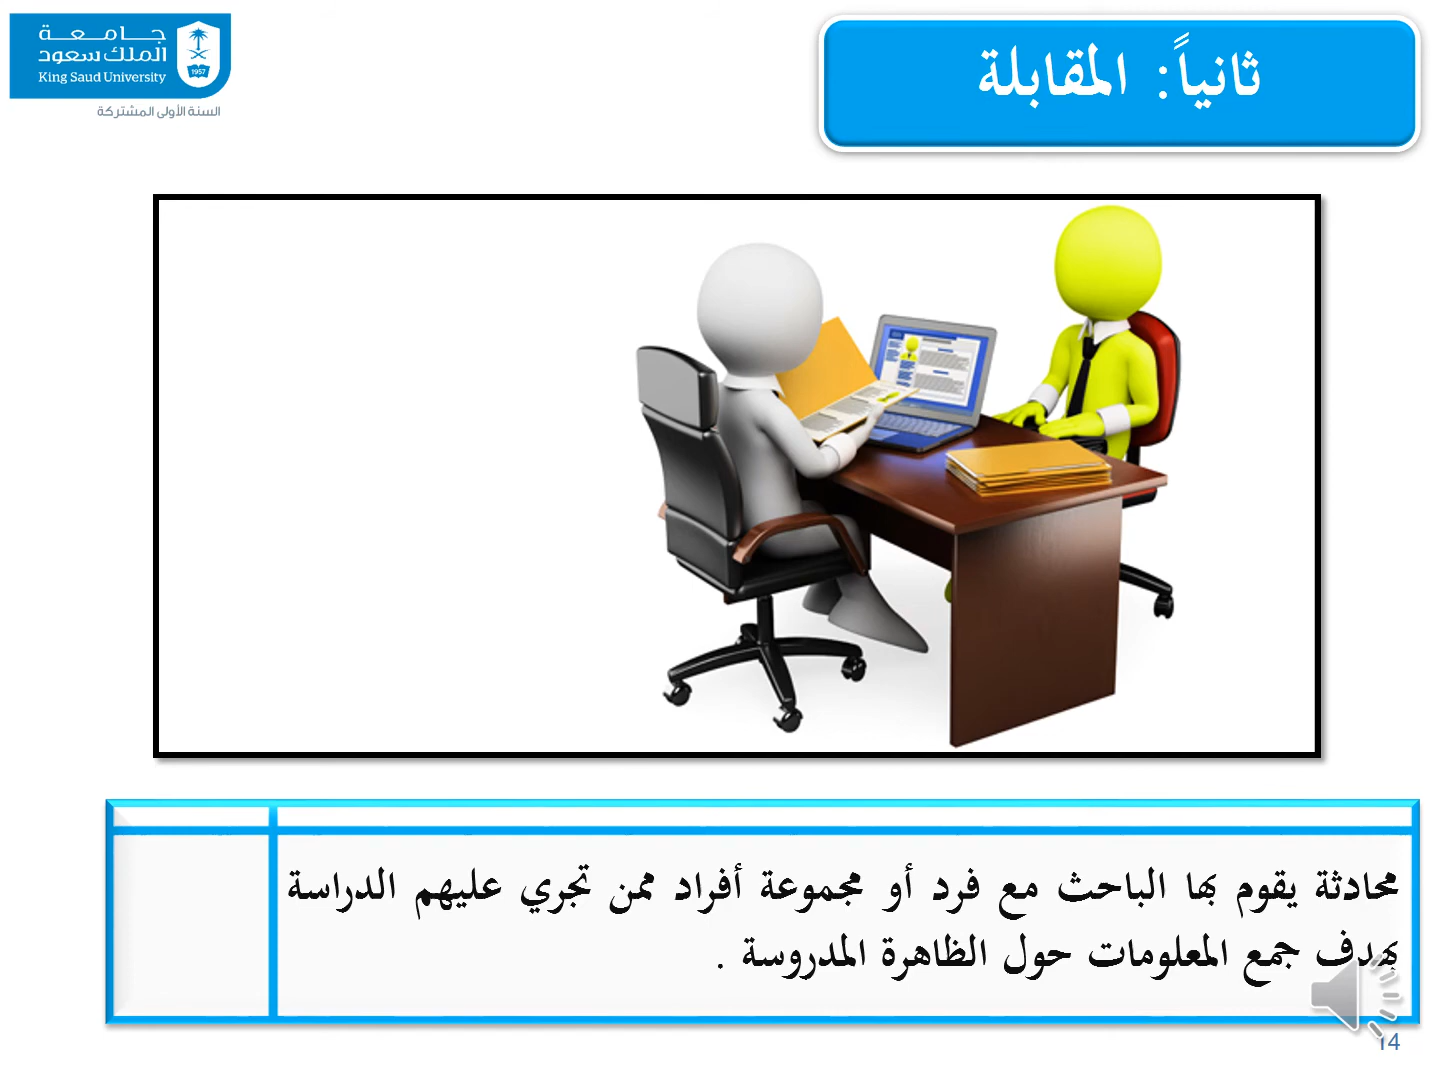 جامعة
الملك سعود
King Saud University
1957
السنة الأولى المشتركة
ثانياً: المقابلة
محادثة يقوم بها الباحث مع فرد أو مجموعة أفراد ممن تجري عليهم الدراسة
بهدف جمع المعلومات حول الظاهرة المدروسة .
14